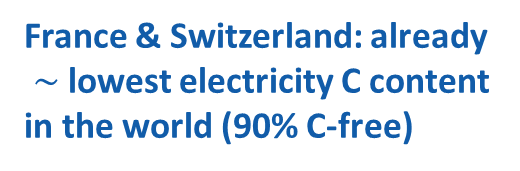 France & Switzerland: already
~ lowest electricity C content
in the world (90% C-free)